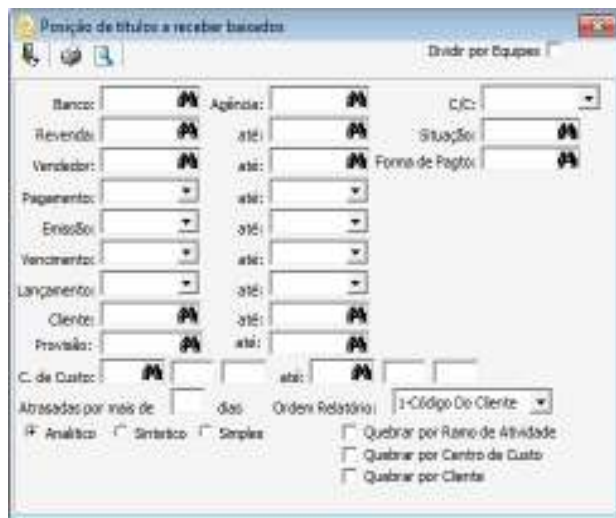 Posição de títulos a receber baixados
Dividir por Equipes
Banco: Agência: C/C:
Revenda: até: Situação:
Vendedor: até: Forma de Pagto:
Pagamento: até:
Emissão: até:
Vencimento: até:
Lançamento: até:
Cliente: até:
Provisão: até:
C. de Custo: até:
Atrasadas por mais de dias Ordem Relatório: 1-Código Do Cliente
Analítico Sintetico Simples
Quebrar por Ramo de Atividade
Quebrar por Centro de Custo
Quebrar por Cliente